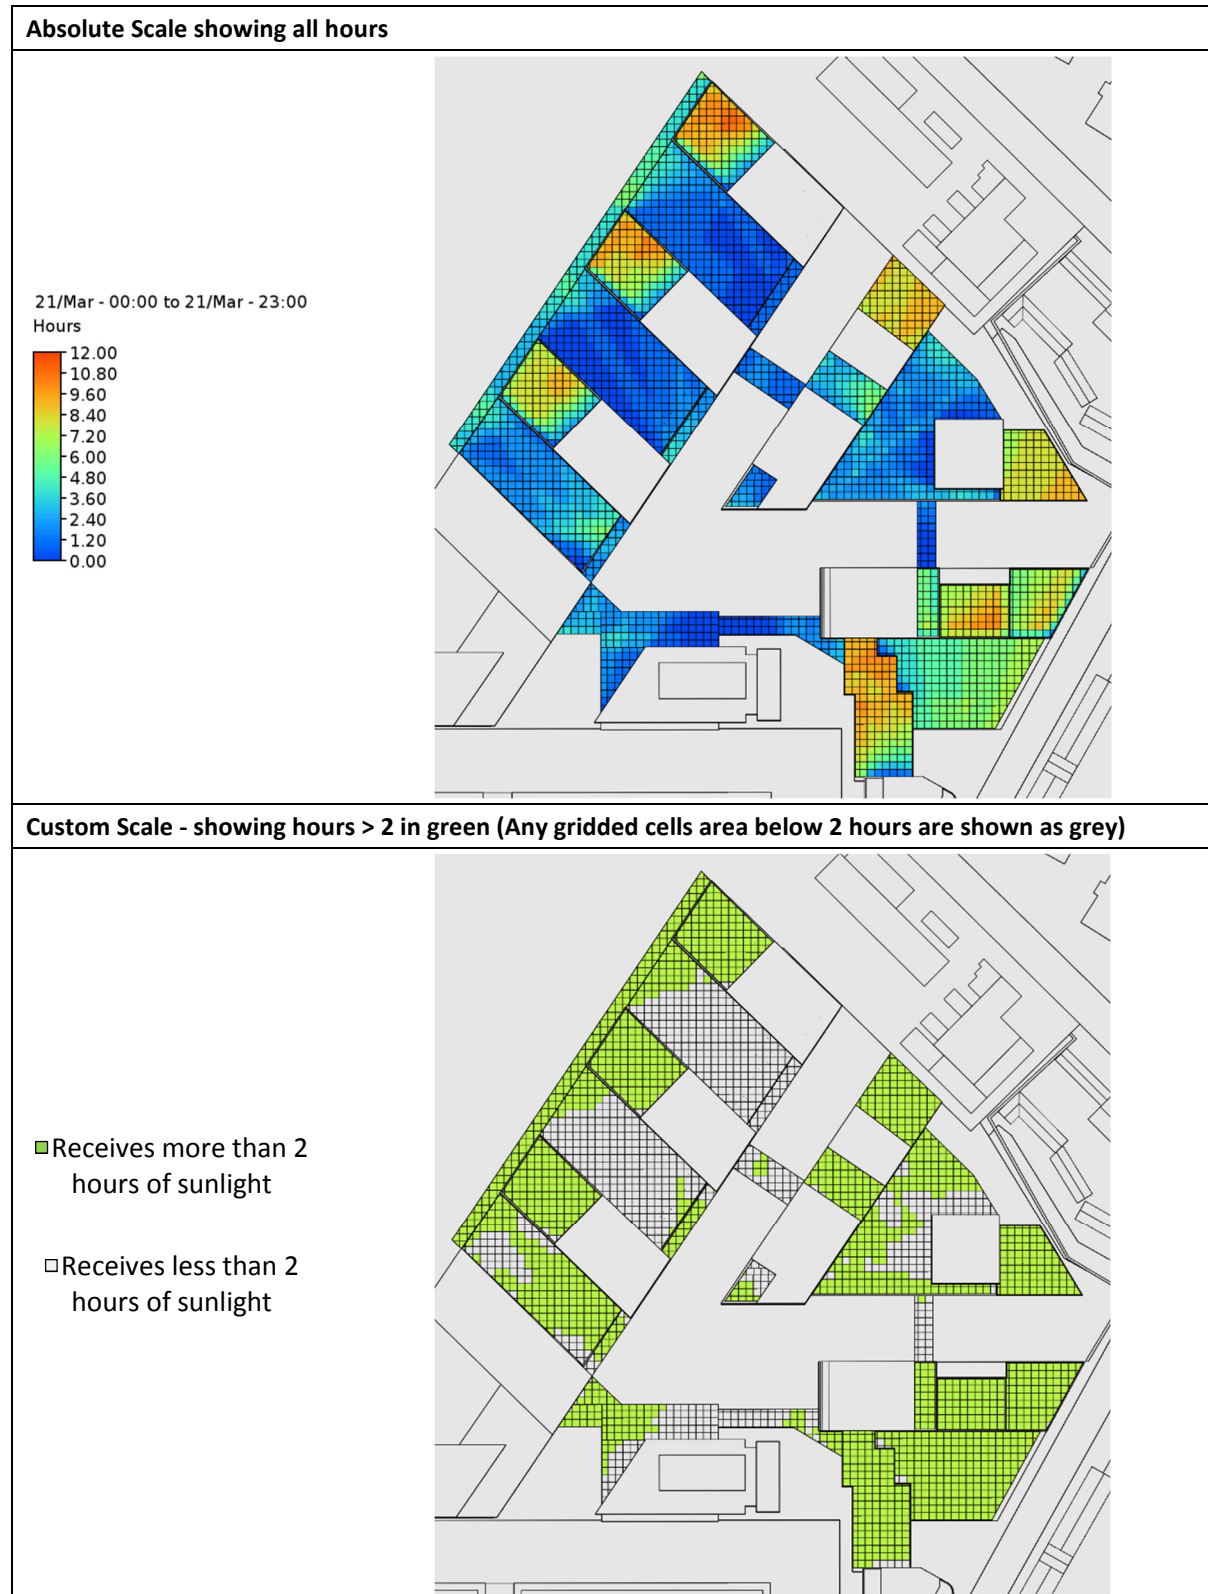 Absolute Scale showing all hours
21/Mar - 00:00 to 21/Mar - 23:00
Hours
12.00
10.80
9.60
8.40
7.20
6.00
4.80
3.60
2.40
1.20
0.00
Custom Scale - showing hours > 2 in green (Any gridded cells area below 2 hours are shown as grey)
Receives more than 2
hours of sunlight
Receives less than 2
hours of sunlight